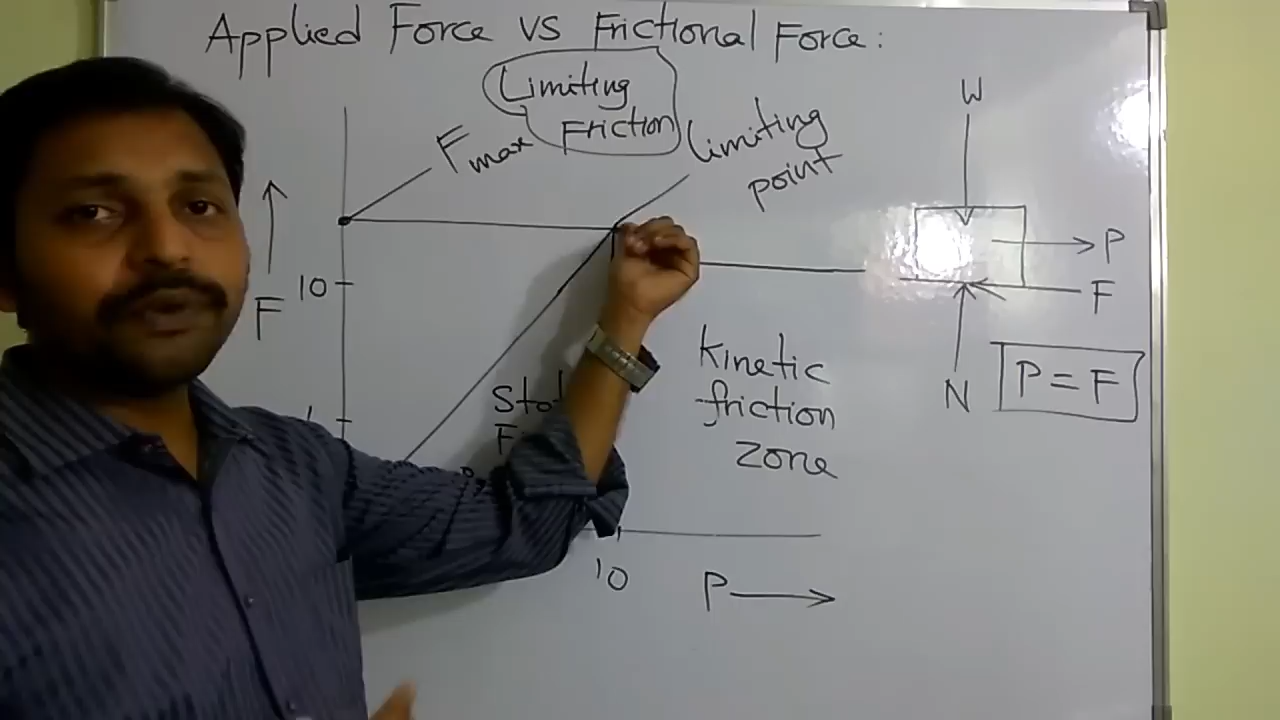 Applied Force vs Frictional Force:
Limiting
Friction
Fmax
limiting
point
W
P
F
N
P = F
10
F
Kinetic
friction
zone
10
P